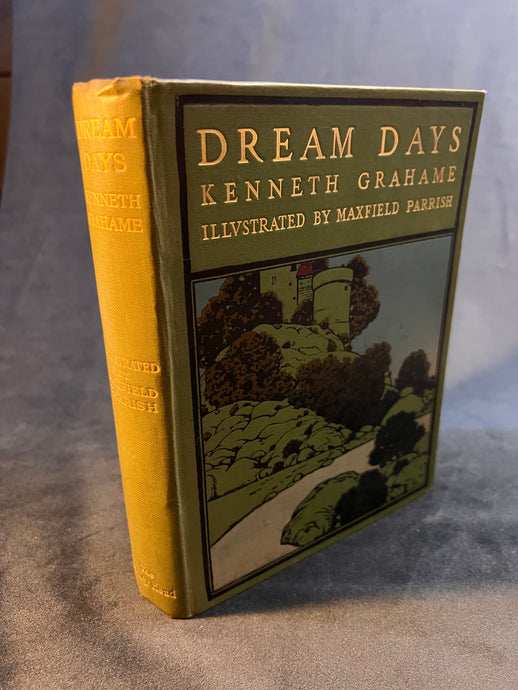 DREAM DAYS
KENNETH GRAHAME
ILLVSTRATED BY MAXFIELD PARRISH
DREAM
DAYS
KENNETH
GRAHAME